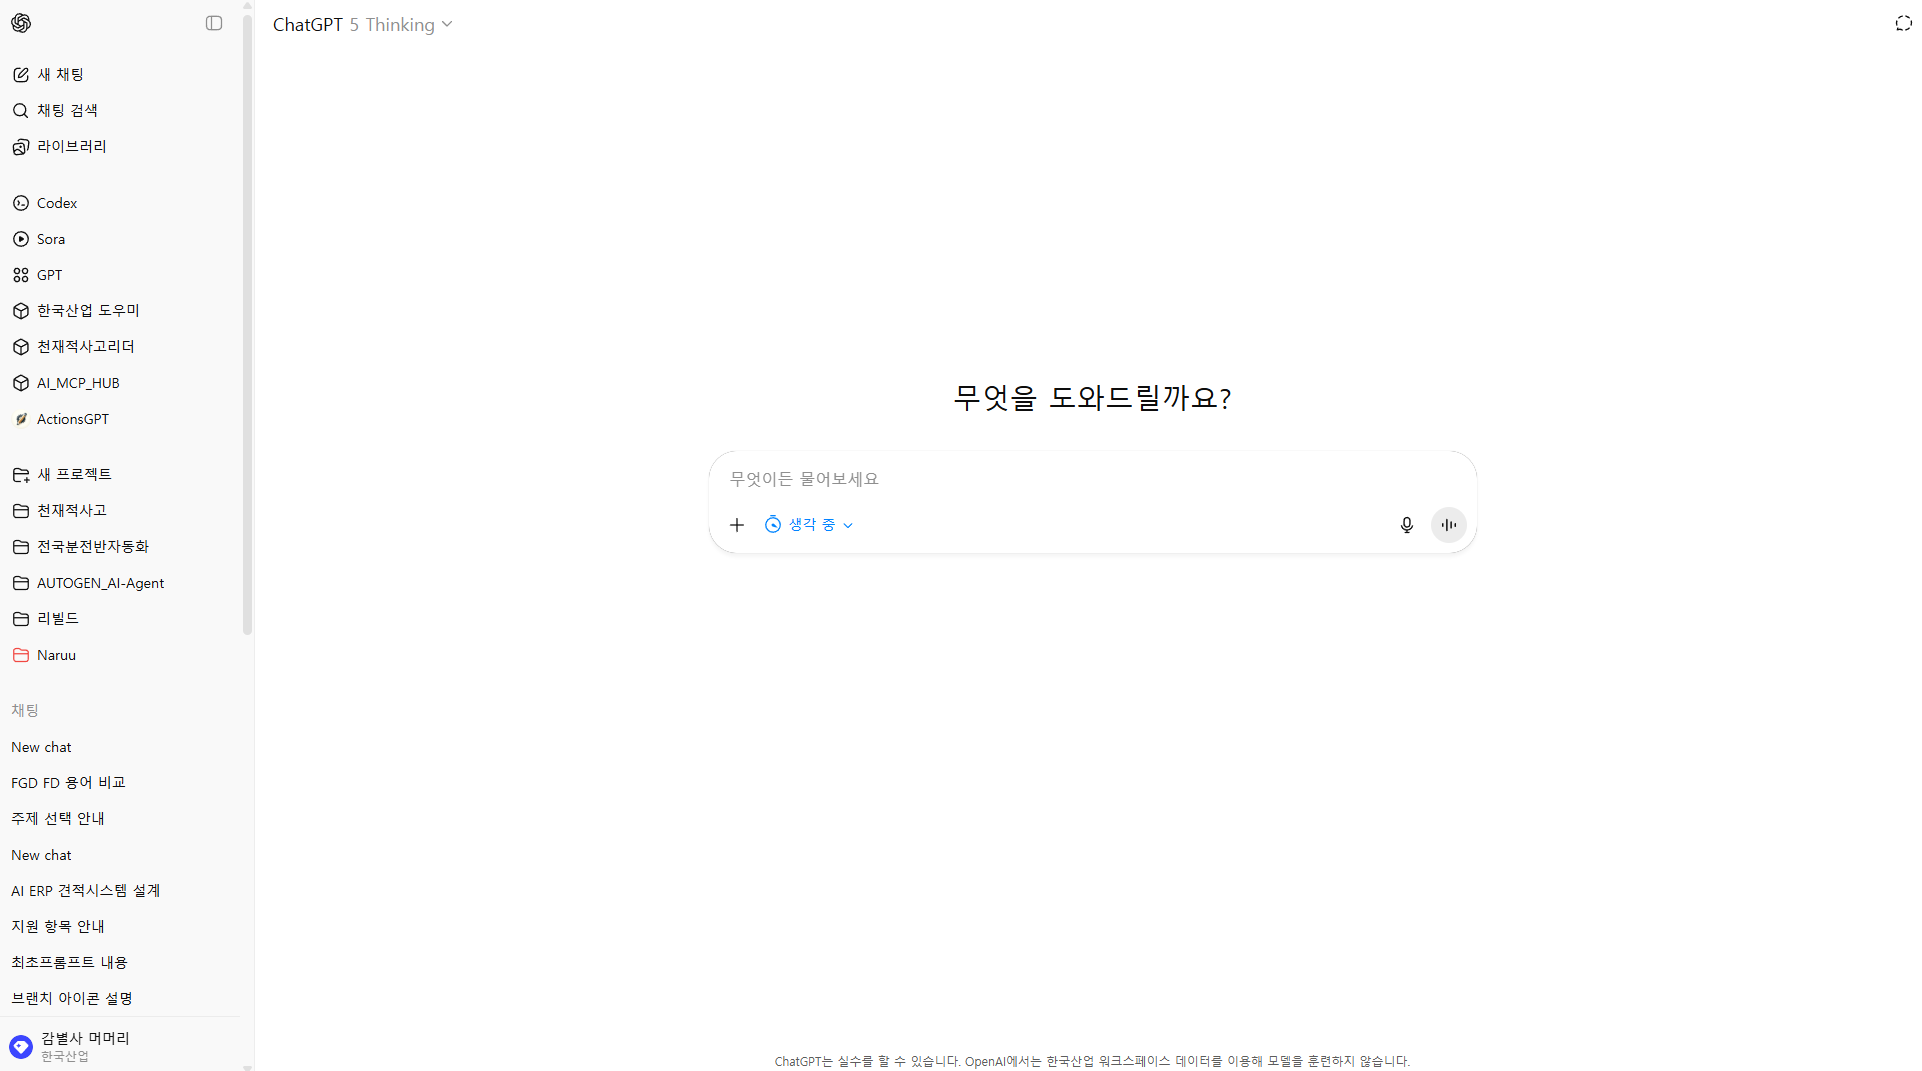 ChatGPT 5 Thinking
새 채팅
채팅 검색
라이브러리
Codex
Sora
GPT
한국산업 도우미
천재적사고리더
AI_MCP_HUB
ActionsGPT
새 프로젝트
천재적사고
전국분전반자동화
AUTOGEN_AI-Agent
리빌드
Naruu
채팅
New chat
FGD FD 용어 비교
주제 선택 안내
New chat
AI ERP 견적시스템 설계
지원 항목 안내
최초프롬프트 내용
브랜치 아이콘 설명
감별사 머머리
한국산업
무엇을 도와드릴까요?
무엇이든 물어보세요
생각 중
ChatGPT는 실수를 할 수 있습니다. OpenAI에서는 한국산업 워크스페이스 데이터를 이용해 모델을 훈련하지 않습니다.